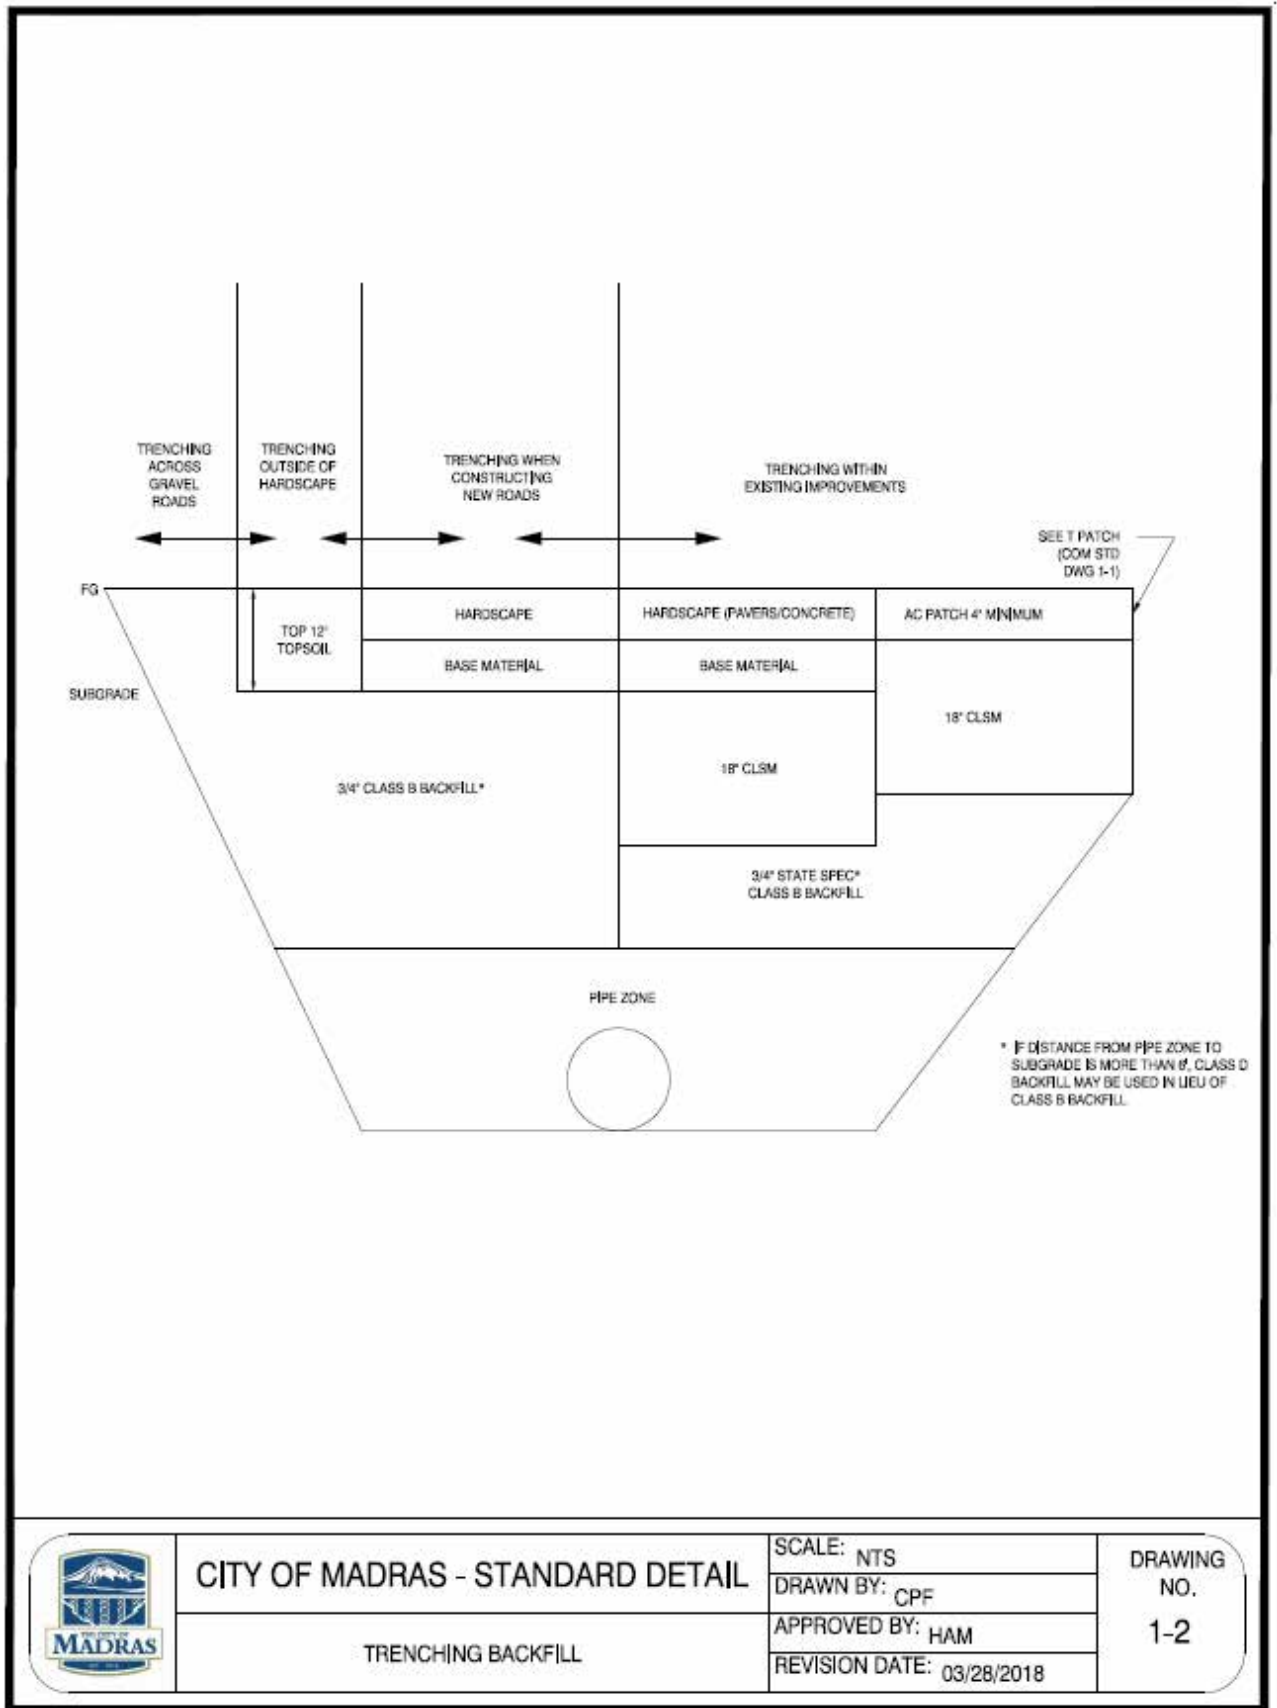 TRENCHING
ACROSS
GRAVEL
ROADS
TRENCHING
OUTSIDE OF
HARDSCAPE
TRENCHING WHEN
CONSTRUCTING
NEW ROADS
TRENCHING WITHIN
EXISTING IMPROVEMENTS
SEE T PATCH
(COM STD
DWG 1-1)
FG
TOP 12"
TOPSOIL
HARDSCAPE
HARDSCAPE (PAVERS/CONCRETE)
AC PATCH 4" MINIMUM
BASE MATERIAL
BASE MATERIAL
SUBGRADE
18" CLSM
18" CLSM
3/4" CLASS B BACKFILL*
3/4" STATE SPEC*
CLASS B BACKFILL
PIPE ZONE
* IF DISTANCE FROM PIPE ZONE TO
SUBGRADE IS MORE THAN 6', CLASS D
BACKFILL MAY BE USED IN LIEU OF
CLASS B BACKFILL.
THE CITY OF
MADRAS
CITY OF MADRAS - STANDARD DETAIL
TRENCHING BACKFILL
SCALE: NTS
DRAWN BY: CPF
APPROVED BY: HAM
REVISION DATE: 03/28/2018
DRAWING
NO.
1-2